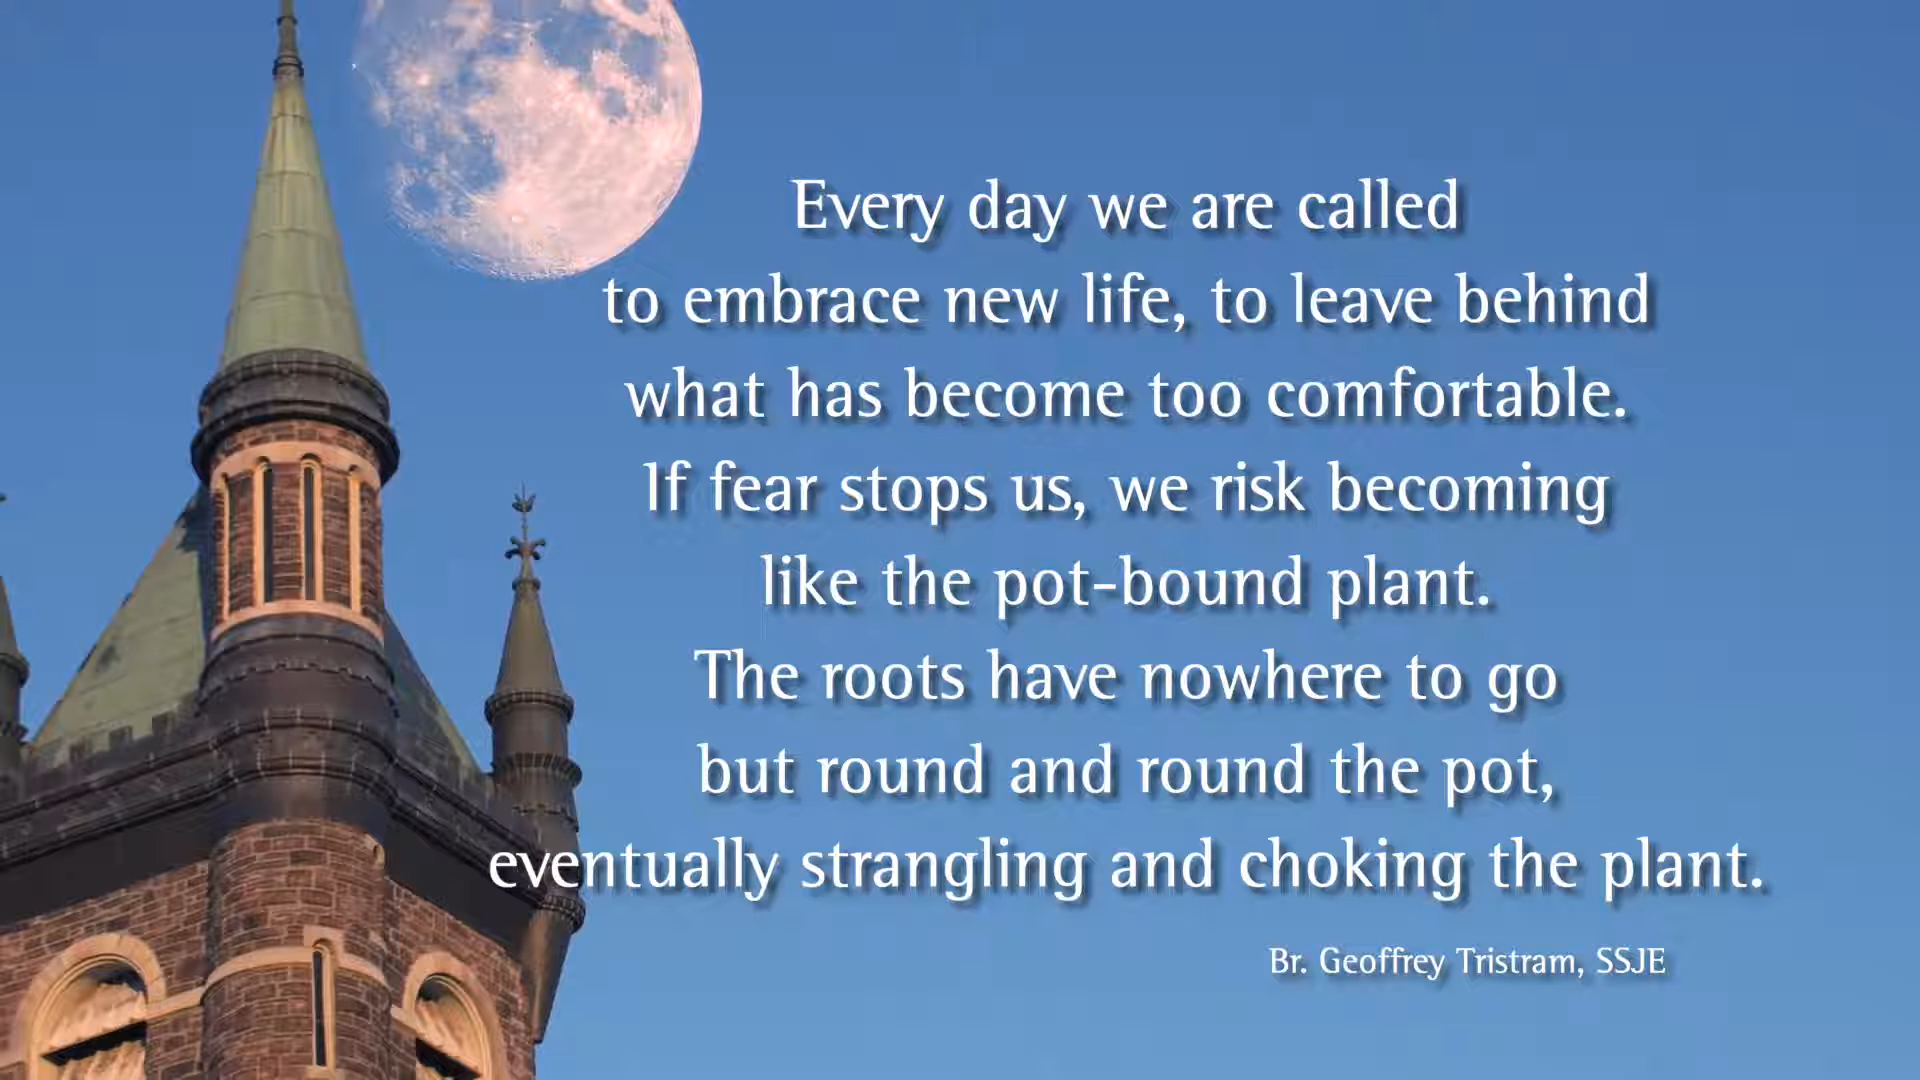 Every day we are called
to embrace new life, to leave behind
what has become too comfortable.
If fear stops us, we risk becoming
like the pot-bound plant.
The roots have nowhere to go
but round and round the pot,
eventually strangling and choking the plant.
Br. Geoffrey Tristram, SSJE